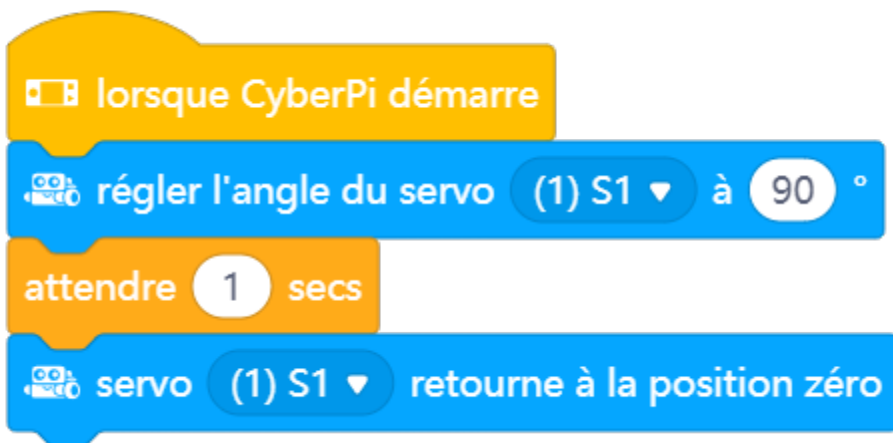 lorsque CyberPi démarre
régler l'angle du servo (1) S1 à 90 °
attendre 1 secs
servo (1) S1 retourne à la position zéro